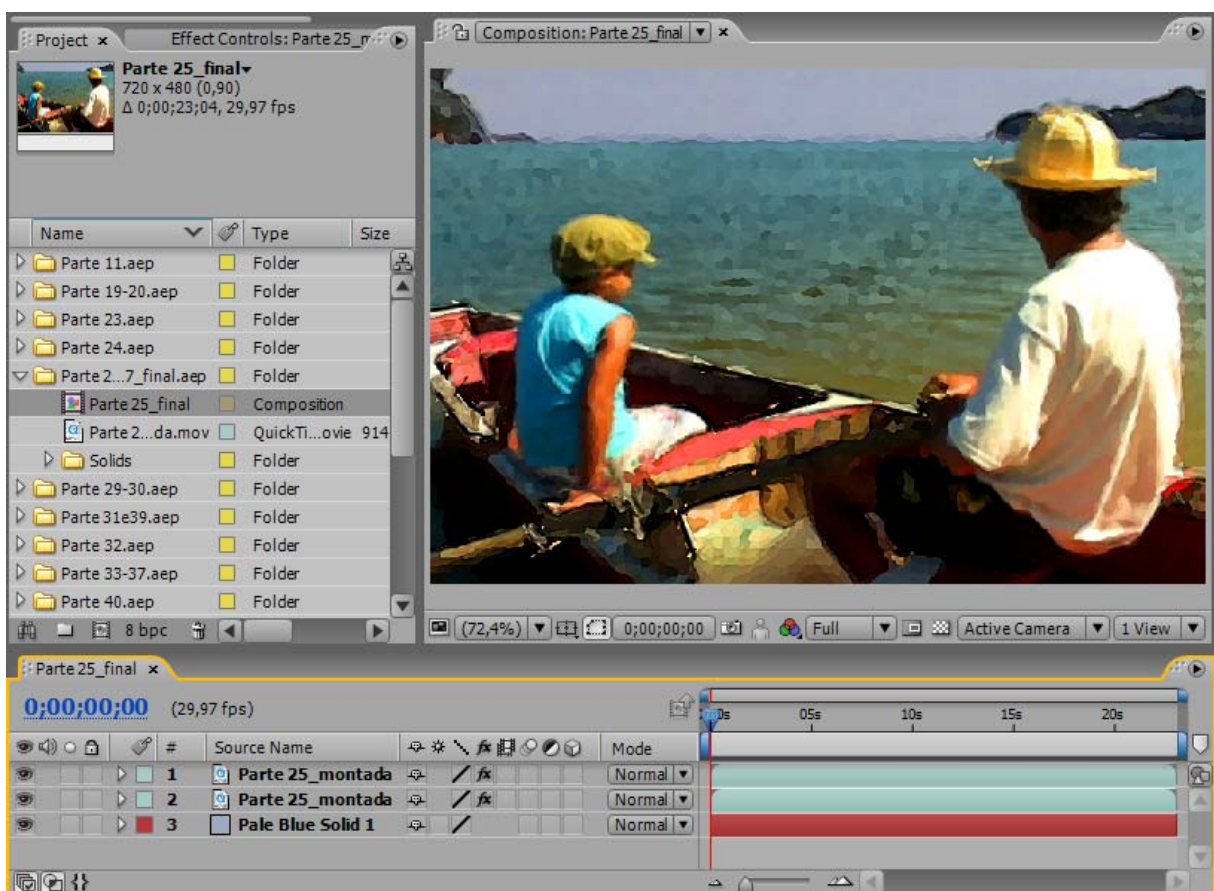 Project × Effect Controls: Parte 25_m
Parte 25_final
720 x 480 (0,90)
Δ 0;00;23;04, 29,97 fps
Name Type Size
Parte 11.aep Folder
Parte 19-20.aep Folder
Parte 23.aep Folder
Parte 24.aep Folder
Parte 2...7_final.aep Folder
Parte 25_final Composition
Parte 2...da.mov QuickTi...ovie 914
Solids Folder
Parte 29-30.aep Folder
Parte 31e39.aep Folder
Parte 32.aep Folder
Parte 33-37.aep Folder
Parte 40.aep Folder
8 bpc
Composition: Parte 25_final ×
(72,4%) 0;00;00;00 Full Active Camera 1 View
Parte 25_final ×
0;00;00;00 (29,97 fps)
05s 10s 15s 20s
# Source Name Mode
1 Parte 25_montada Normal
2 Parte 25_montada Normal
3 Pale Blue Solid 1 Normal